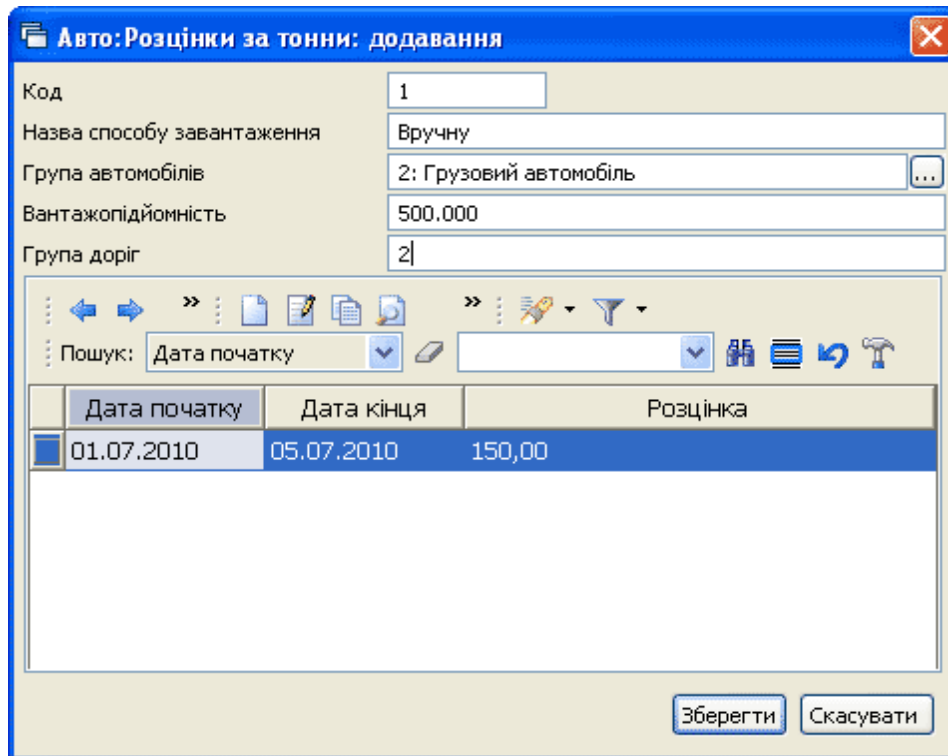 Авто:Розцінки за тонни: додавання
Код 1
Назва способу завантаження Вручну
Група автомобілів 2: Грузовий автомобіль ...
Вантажопідйомність 500.000
Група доріг 2
Пошук: Дата початку
Дата початку Дата кінця Розцінка
01.07.2010 05.07.2010 150,00
Зберегти Скасувати